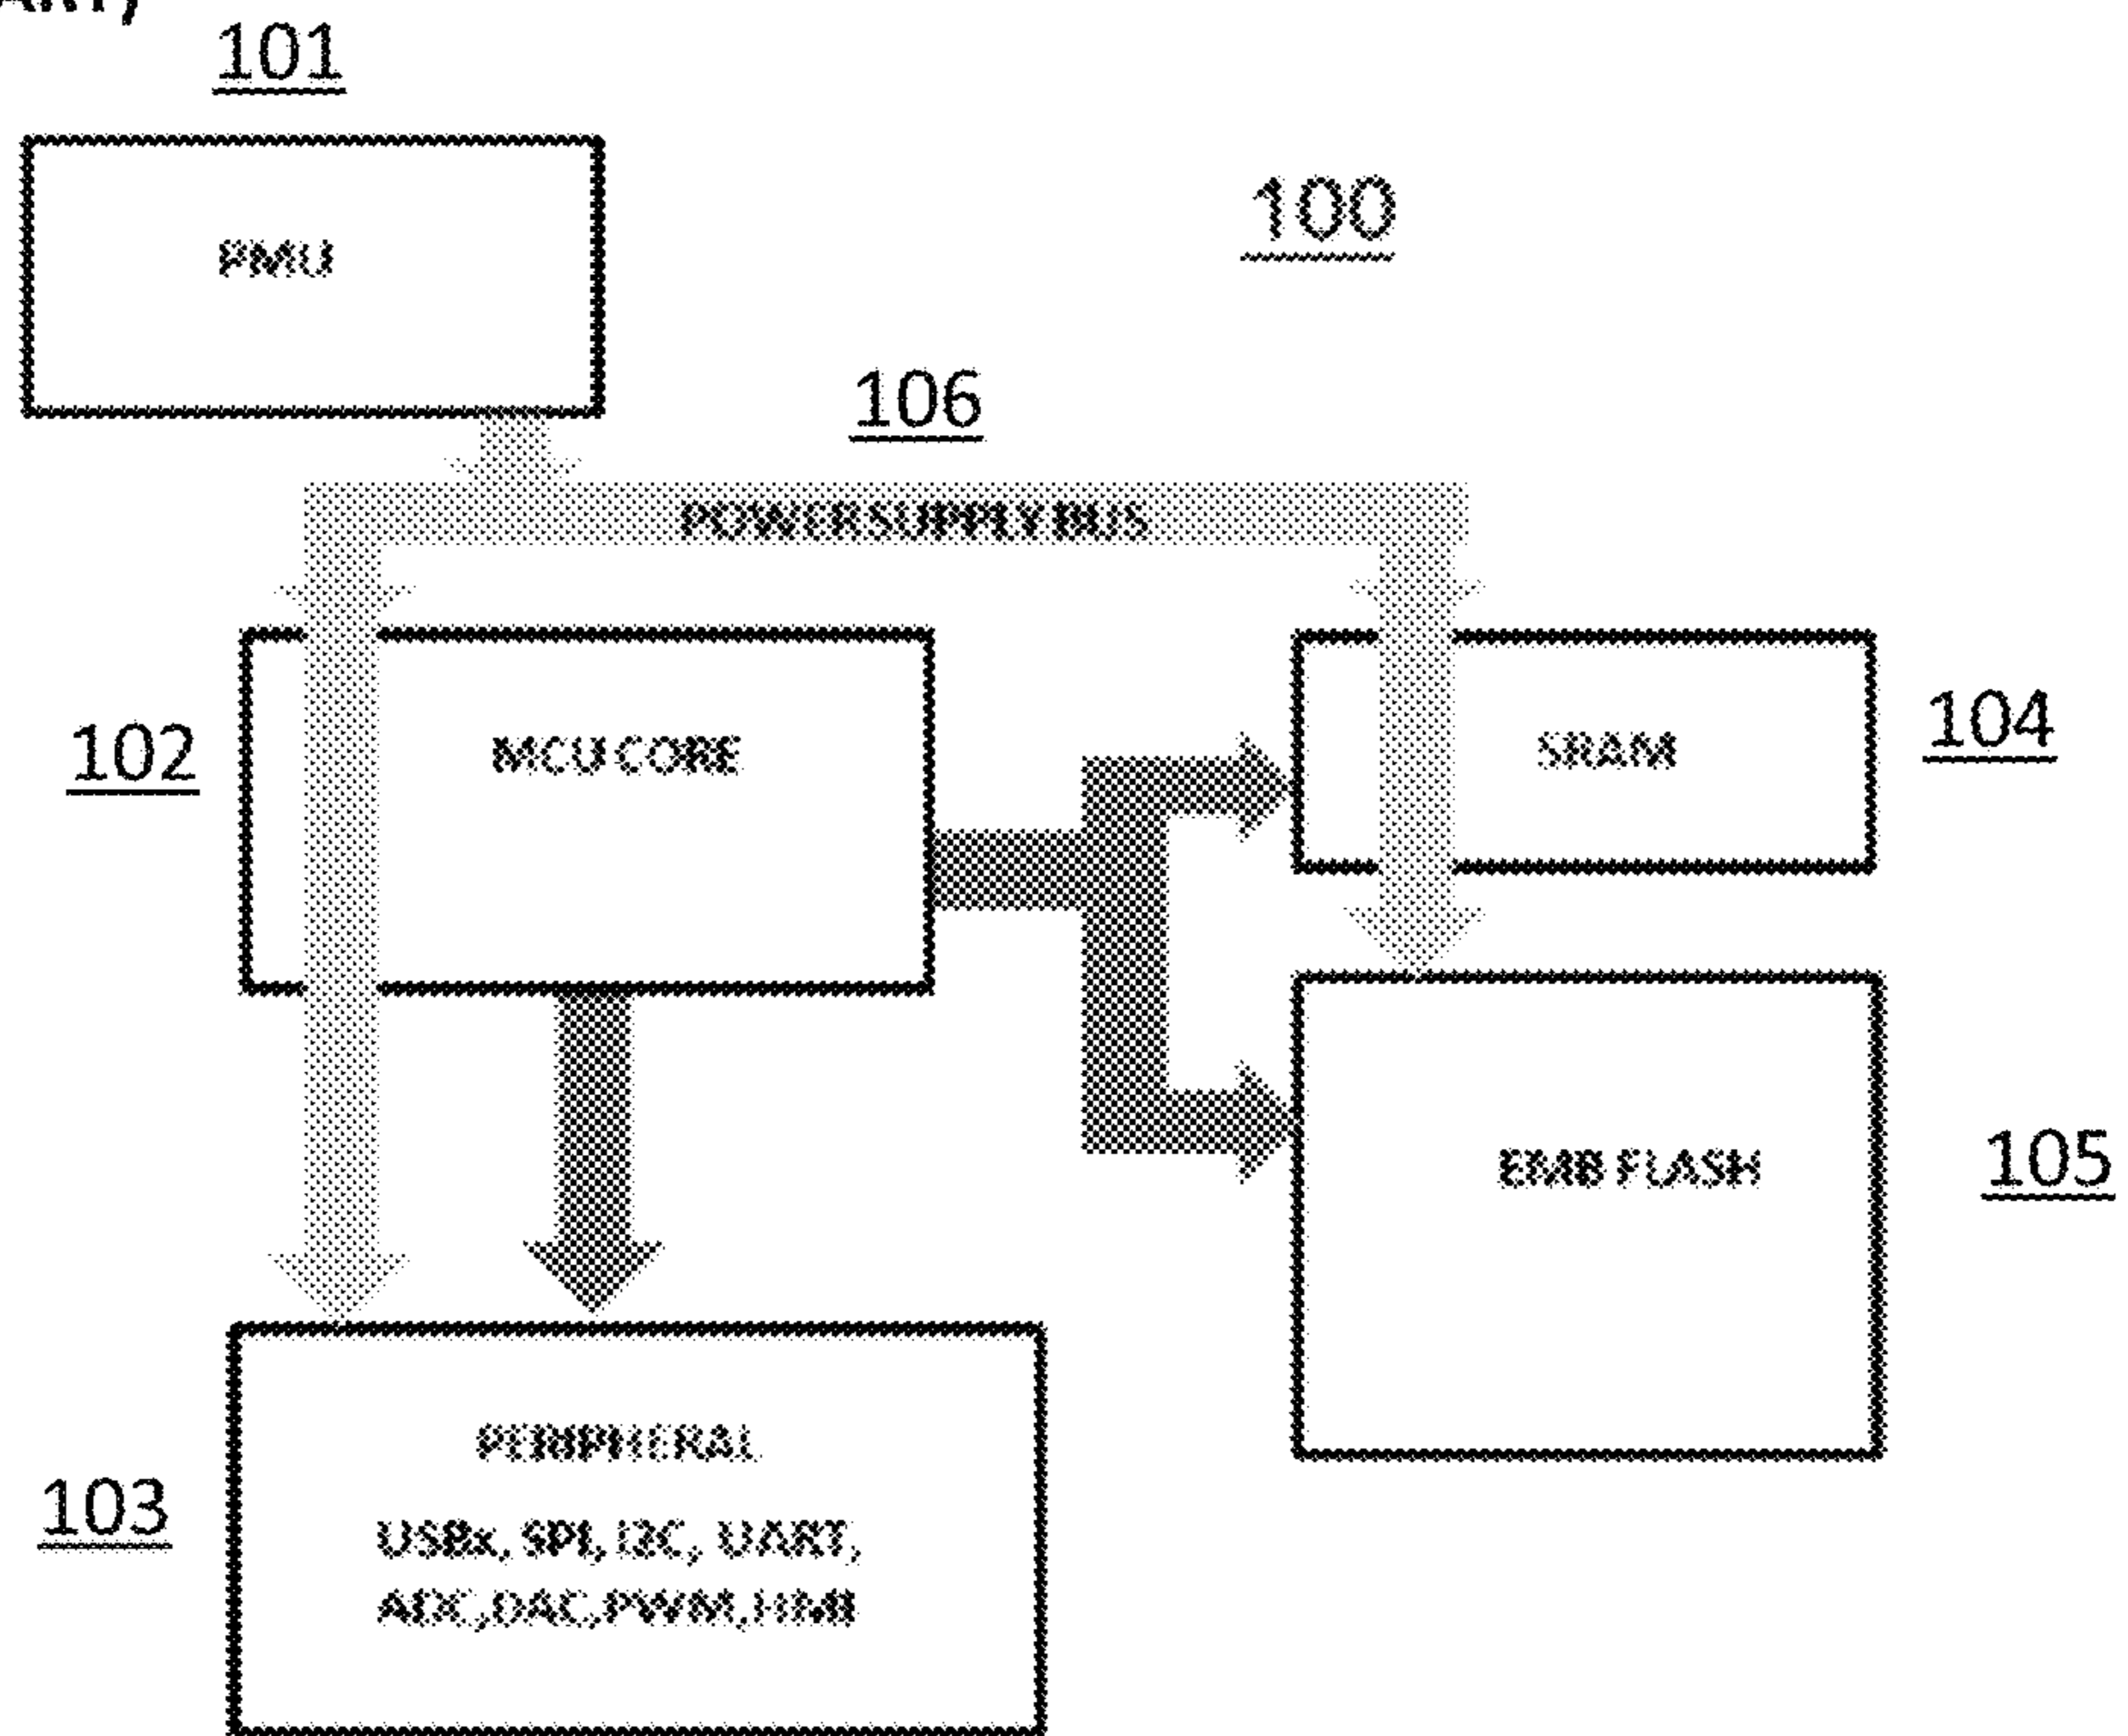 101
PMU
100
106
POWER SUPPLY BUS
102
MCU CORE
SRAM
104
EMB FLASH
105
PERIPHERAL
103
USBx, SPI, I2C, UART,
ADC,DAC,PWM,HMI